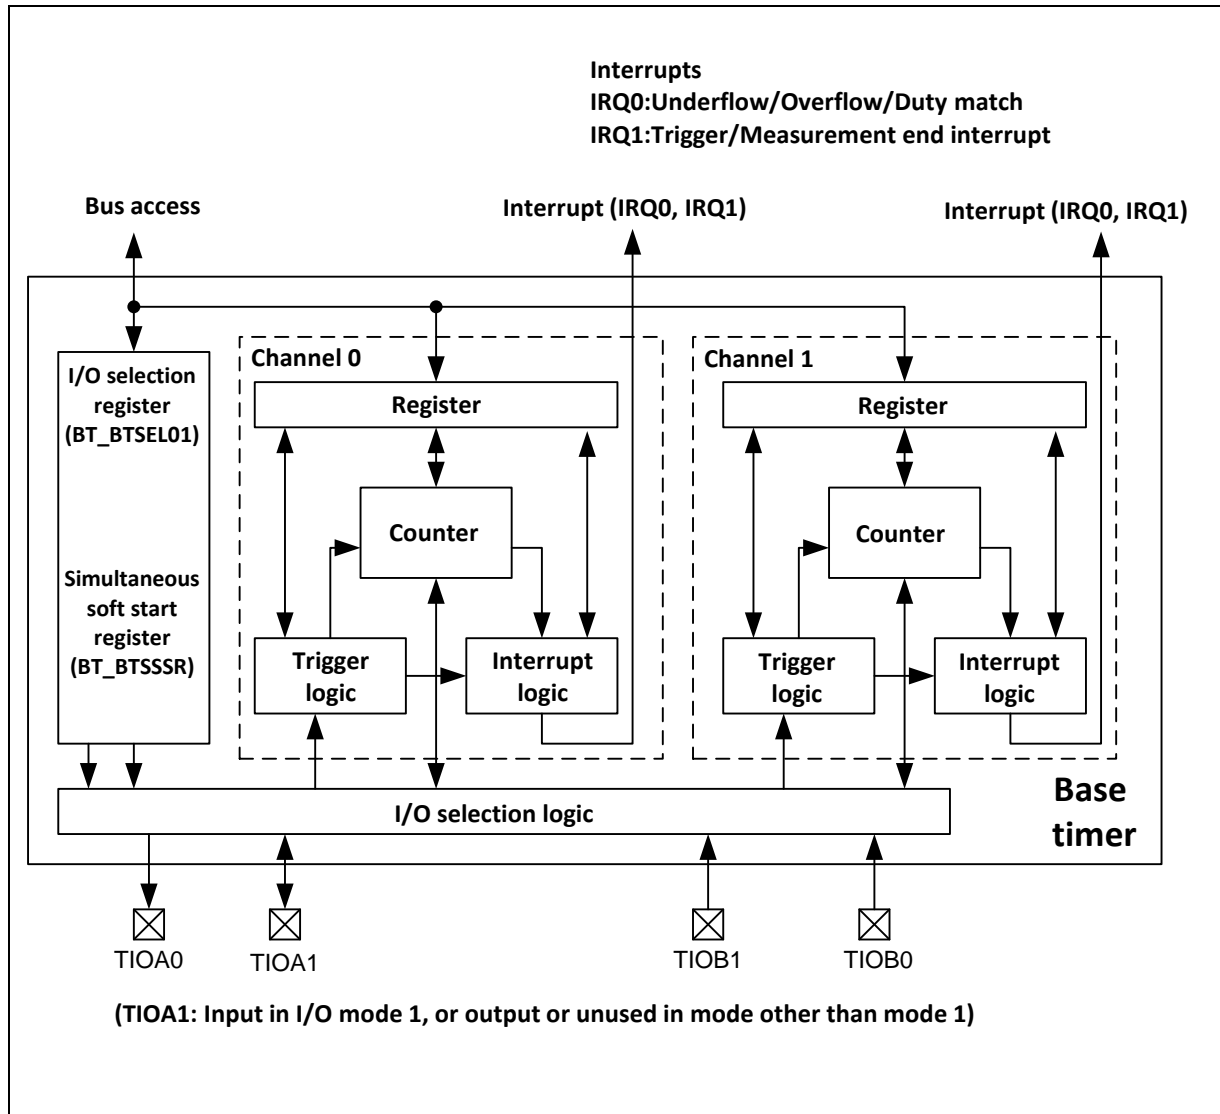 Interrupts
IRQ0:Underflow/Overflow/Duty match
IRQ1:Trigger/Measurement end interrupt
Bus access
Interrupt (IRQ0, IRQ1)
Interrupt (IRQ0, IRQ1)
I/O selection
register
(BT_BTSEL01)
Simultaneous
soft start
register
(BT_BTSSSR)
Channel 0
Register
Counter
Trigger
logic
Interrupt
logic
Channel 1
Register
Counter
Trigger
logic
Interrupt
logic
I/O selection logic
Base
timer
TIOA0
TIOA1
TIOB1
TIOB0
(TIOA1: Input in I/O mode 1, or output or unused in mode other than mode 1)